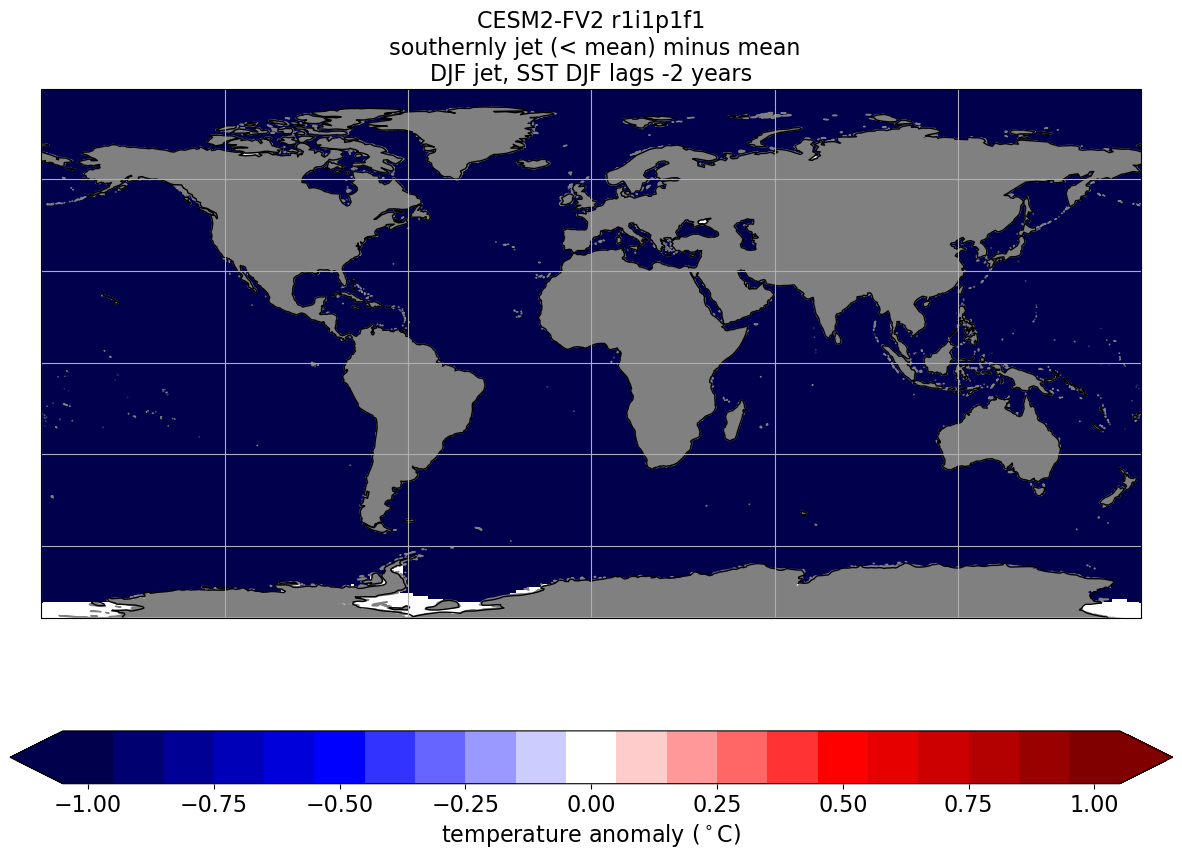 CESM2-FV2 r1i1p1f1
southernly jet (< mean) minus mean
DJF jet, SST DJF lags -2 years
−1.00 −0.75 −0.50 −0.25 0.00 0.25 0.50 0.75 1.00
temperature anomaly (°C)